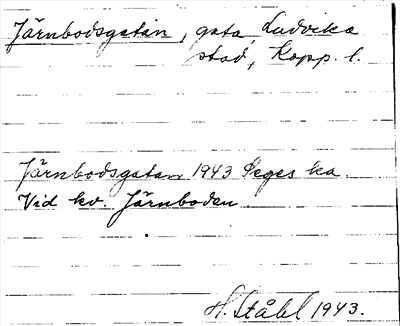 Järnbodsgatan, gata, Ludvika
stad, Kopp. l.
Järnbodsgatan 1943 Seges ka
Vid kv. Järnboden
H. Ståhl 1943.